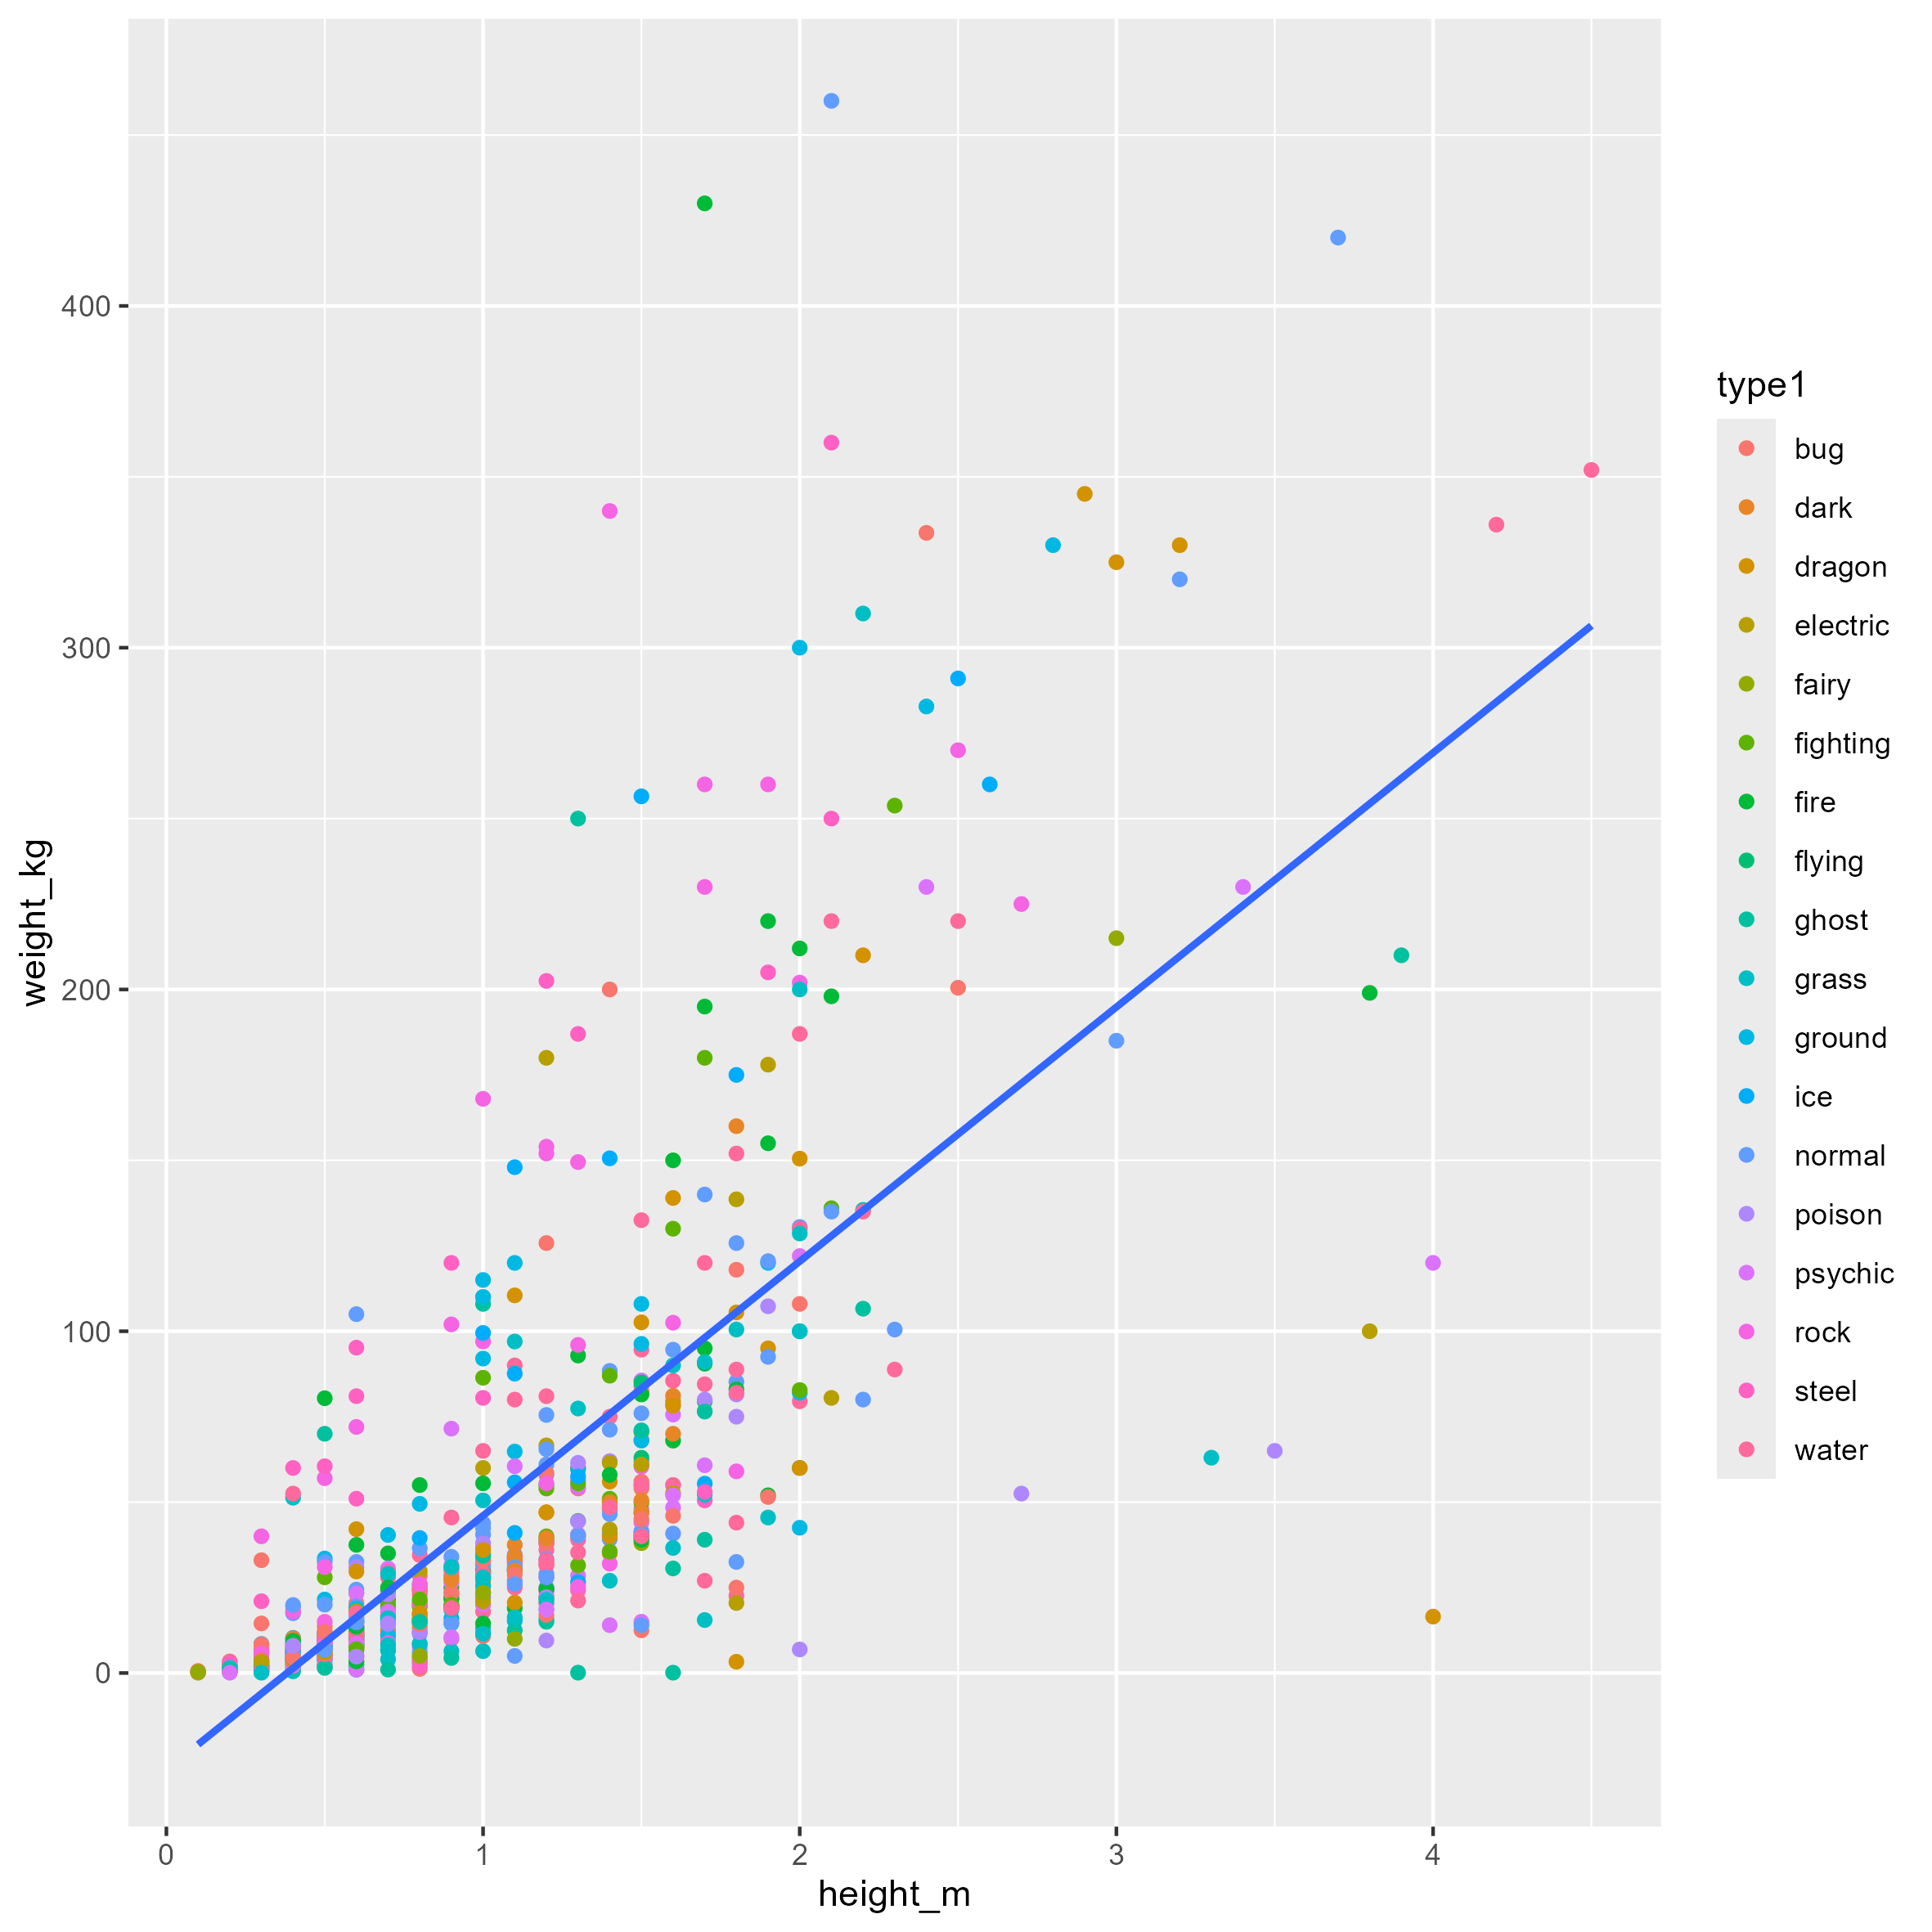 weight_kg
400
300
200
100
0
0 1 2 3 4
height_m
type1
bug
dark
dragon
electric
fairy
fighting
fire
flying
ghost
grass
ground
ice
normal
poison
psychic
rock
steel
water